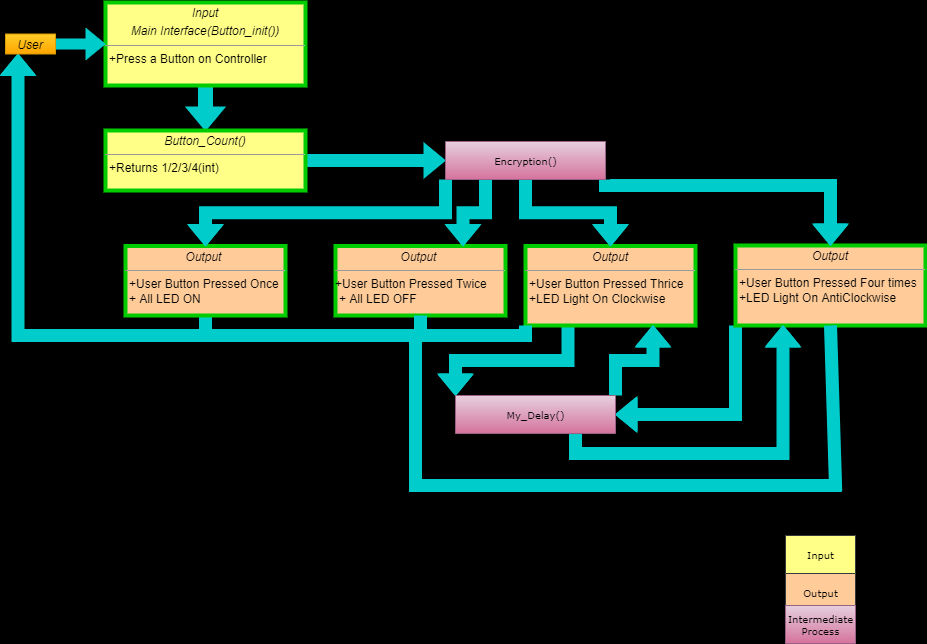 User
Input
Main Interface(Button_init())
+Press a Button on Controller
Button_Count()
+Returns 1/2/3/4(int)
Encryption()
Output
+User Button Pressed Once
+ All LED ON
Output
+User Button Pressed Twice
+ All LED OFF
Output
+User Button Pressed Thrice
+LED Light On Clockwise
Output
+User Button Pressed Four times
+LED Light On AntiClockwise
My_Delay()
Input
Output
Intermediate
Process